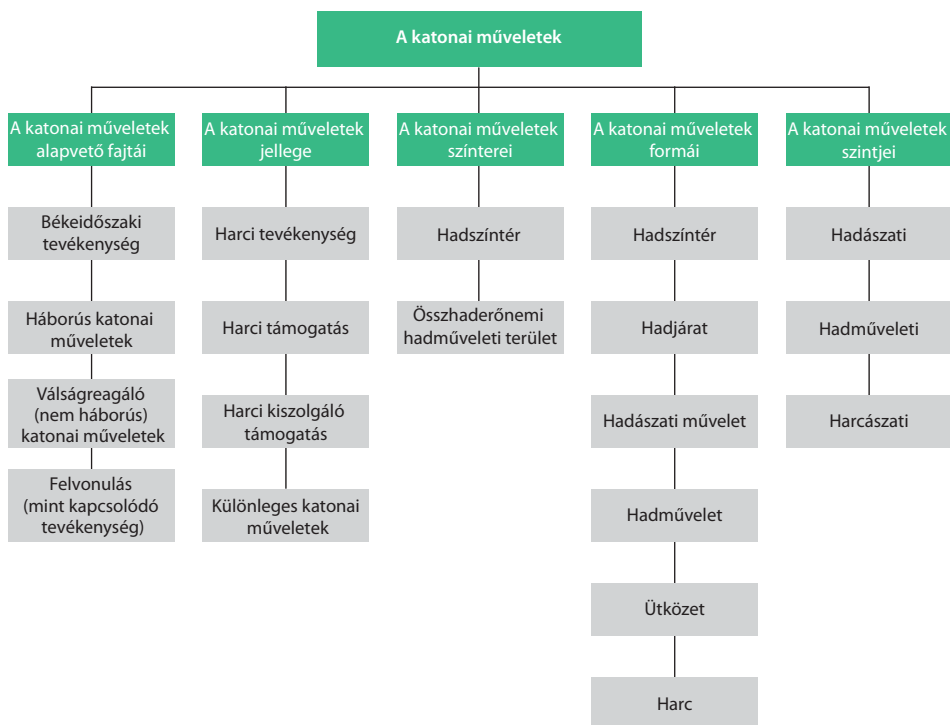 A katonai műveletek
A katonai műveletek
alapvető fajtái
Békeidőszaki
tevékenység
Háborús katonai
műveletek
Válságreagáló
(nem háborús)
katonai műveletek
Felvonulás
(mint kapcsolódó
tevékenység)
A katonai műveletek
jellege
Harci tevékenység
Harci támogatás
Harci kiszolgáló
támogatás
Különleges katonai
műveletek
A katonai műveletek
színterei
Hadszíntér
Összhaderőnemi
hadműveleti terület
A katonai műveletek
formái
Hadszíntér
Hadjárat
Hadászati művelet
Hadművelet
Ütközet
Harc
A katonai műveletek
szintjei
Hadászati
Hadműveleti
Harcászati